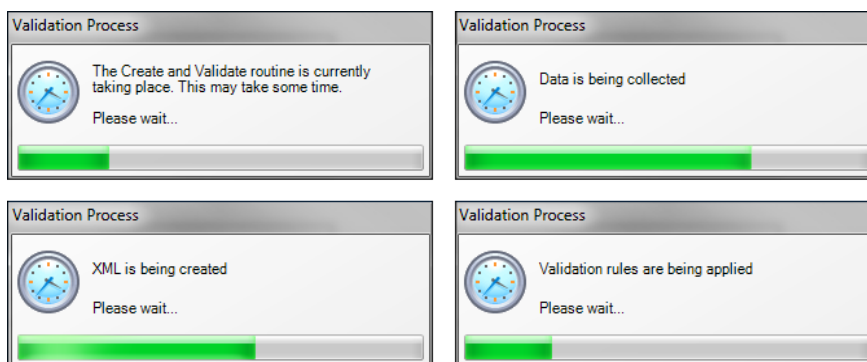 Validation Process
The Create and Validate routine is currently
taking place. This may take some time.
Please wait...
Validation Process
Data is being collected
Please wait...
Validation Process
XML is being created
Please wait...
Validation Process
Validation rules are being applied
Please wait...